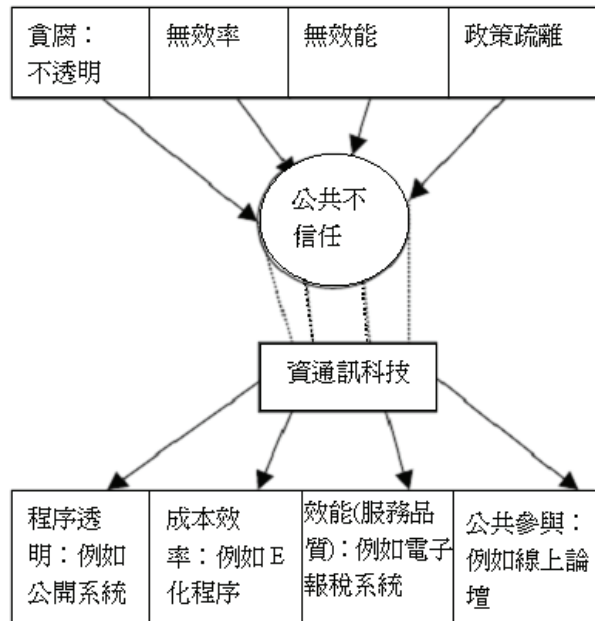 貪腐：
不透明
無效率
無效能
政策疏離
公共不
信任
資通訊科技
程序透
明：例如
公開系統
成本效
率：例如E
化程序
效能(服務品
質)：例如電子
報稅系統
公共參與：
例如線上論
壇